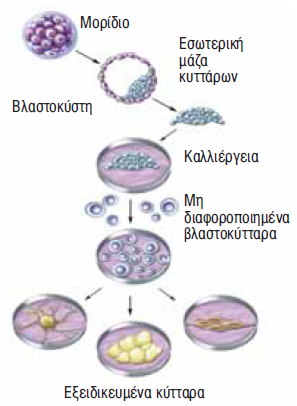 Μορίδιο
Εσωτερική
μάζα
κυττάρων
Βλαστοκύστη
Καλλιέργεια
Μη
διαφοροποιημένα
βλαστοκύτταρα
Εξειδικευμένα κύτταρα